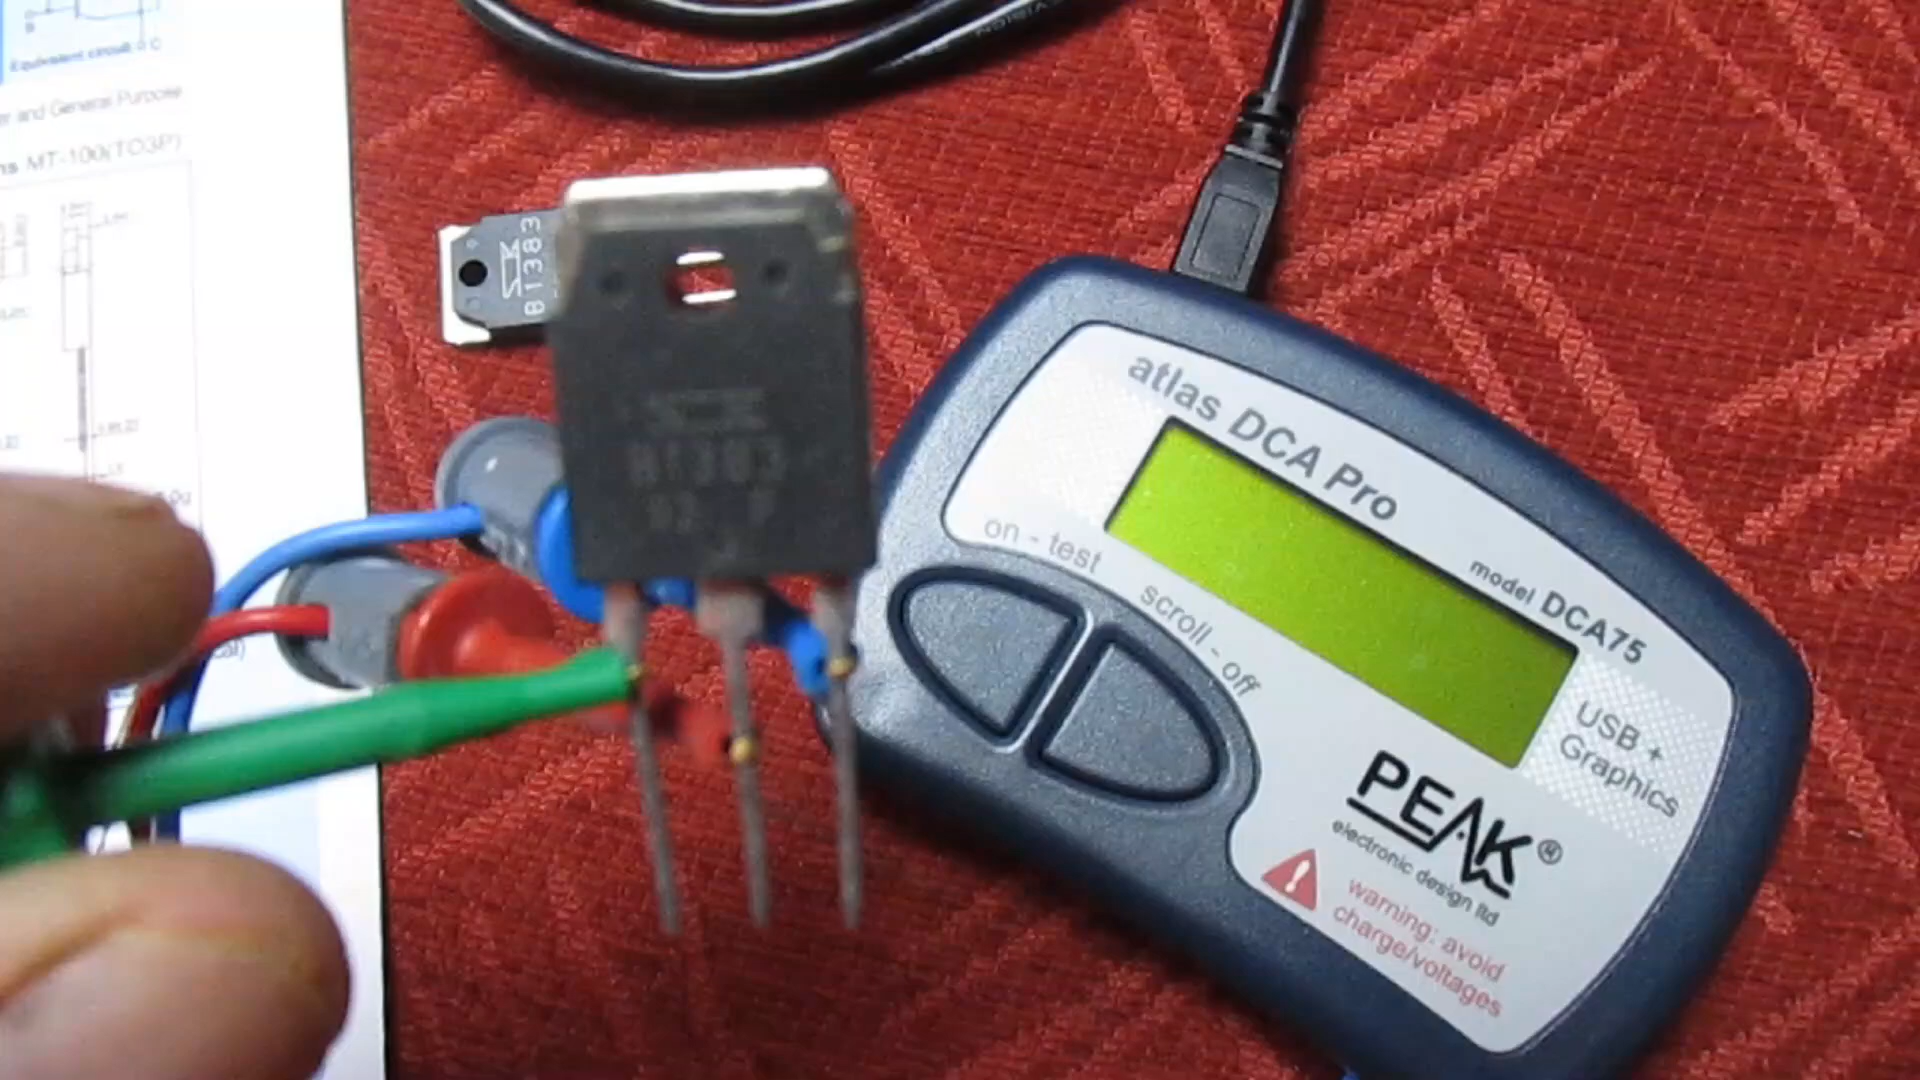 Equivalent circuit
C
and General Purpose
MT-100(TO3P)
B1383
B1383
atlas DCA Pro
model DCA75
on - test
scroll - off
USB +
Graphics
PEAK®
electronic design ltd
warning: avoid
charge/voltages